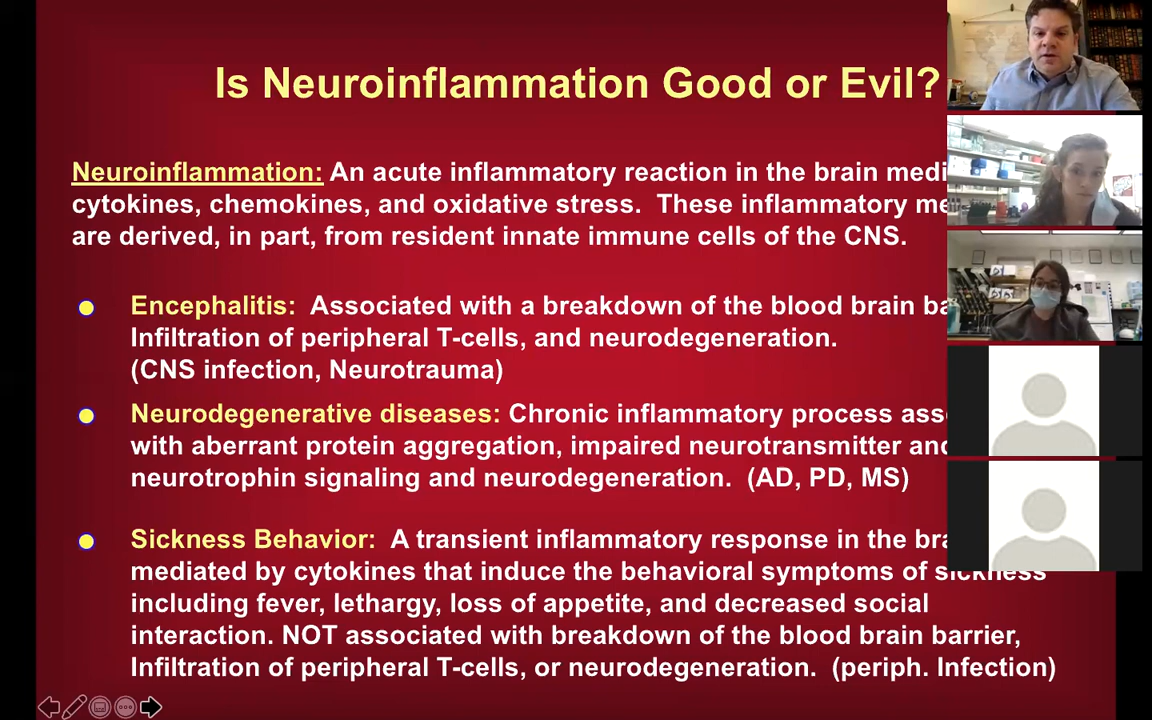 Is Neuroinflammation Good or Evil?
Neuroinflammation: An acute inflammatory reaction in the brain
cytokines, chemokines, and oxidative stress. These inflammatory
are derived, in part, from resident innate immune cells of the CNS.
Encephalitis: Associated with a breakdown of the blood brain
Infiltration of peripheral T-cells, and neurodegeneration.
(CNS infection, Neurotrauma)
Neurodegenerative diseases: Chronic inflammatory process
with aberrant protein aggregation, impaired neurotransmitter and
neurotrophin signaling and neurodegeneration. (AD, PD, MS)
Sickness Behavior: A transient inflammatory response in the
mediated by cytokines that induce the behavioral symptoms of sickness
including fever, lethargy, loss of appetite, and decreased social
interaction. NOT associated with breakdown of the blood brain barrier,
Infiltration of peripheral T-cells, or neurodegeneration. (periph. Infection)